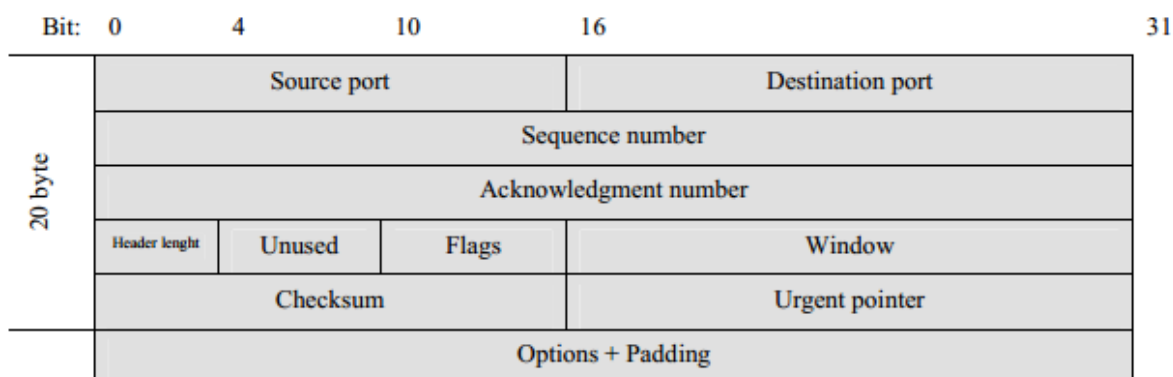 Bit: 0 4 10 16 31
Source port Destination port
Sequence number
Acknowledgment number
20 byte
Header lenght Unused Flags Window
Checksum Urgent pointer
Options + Padding